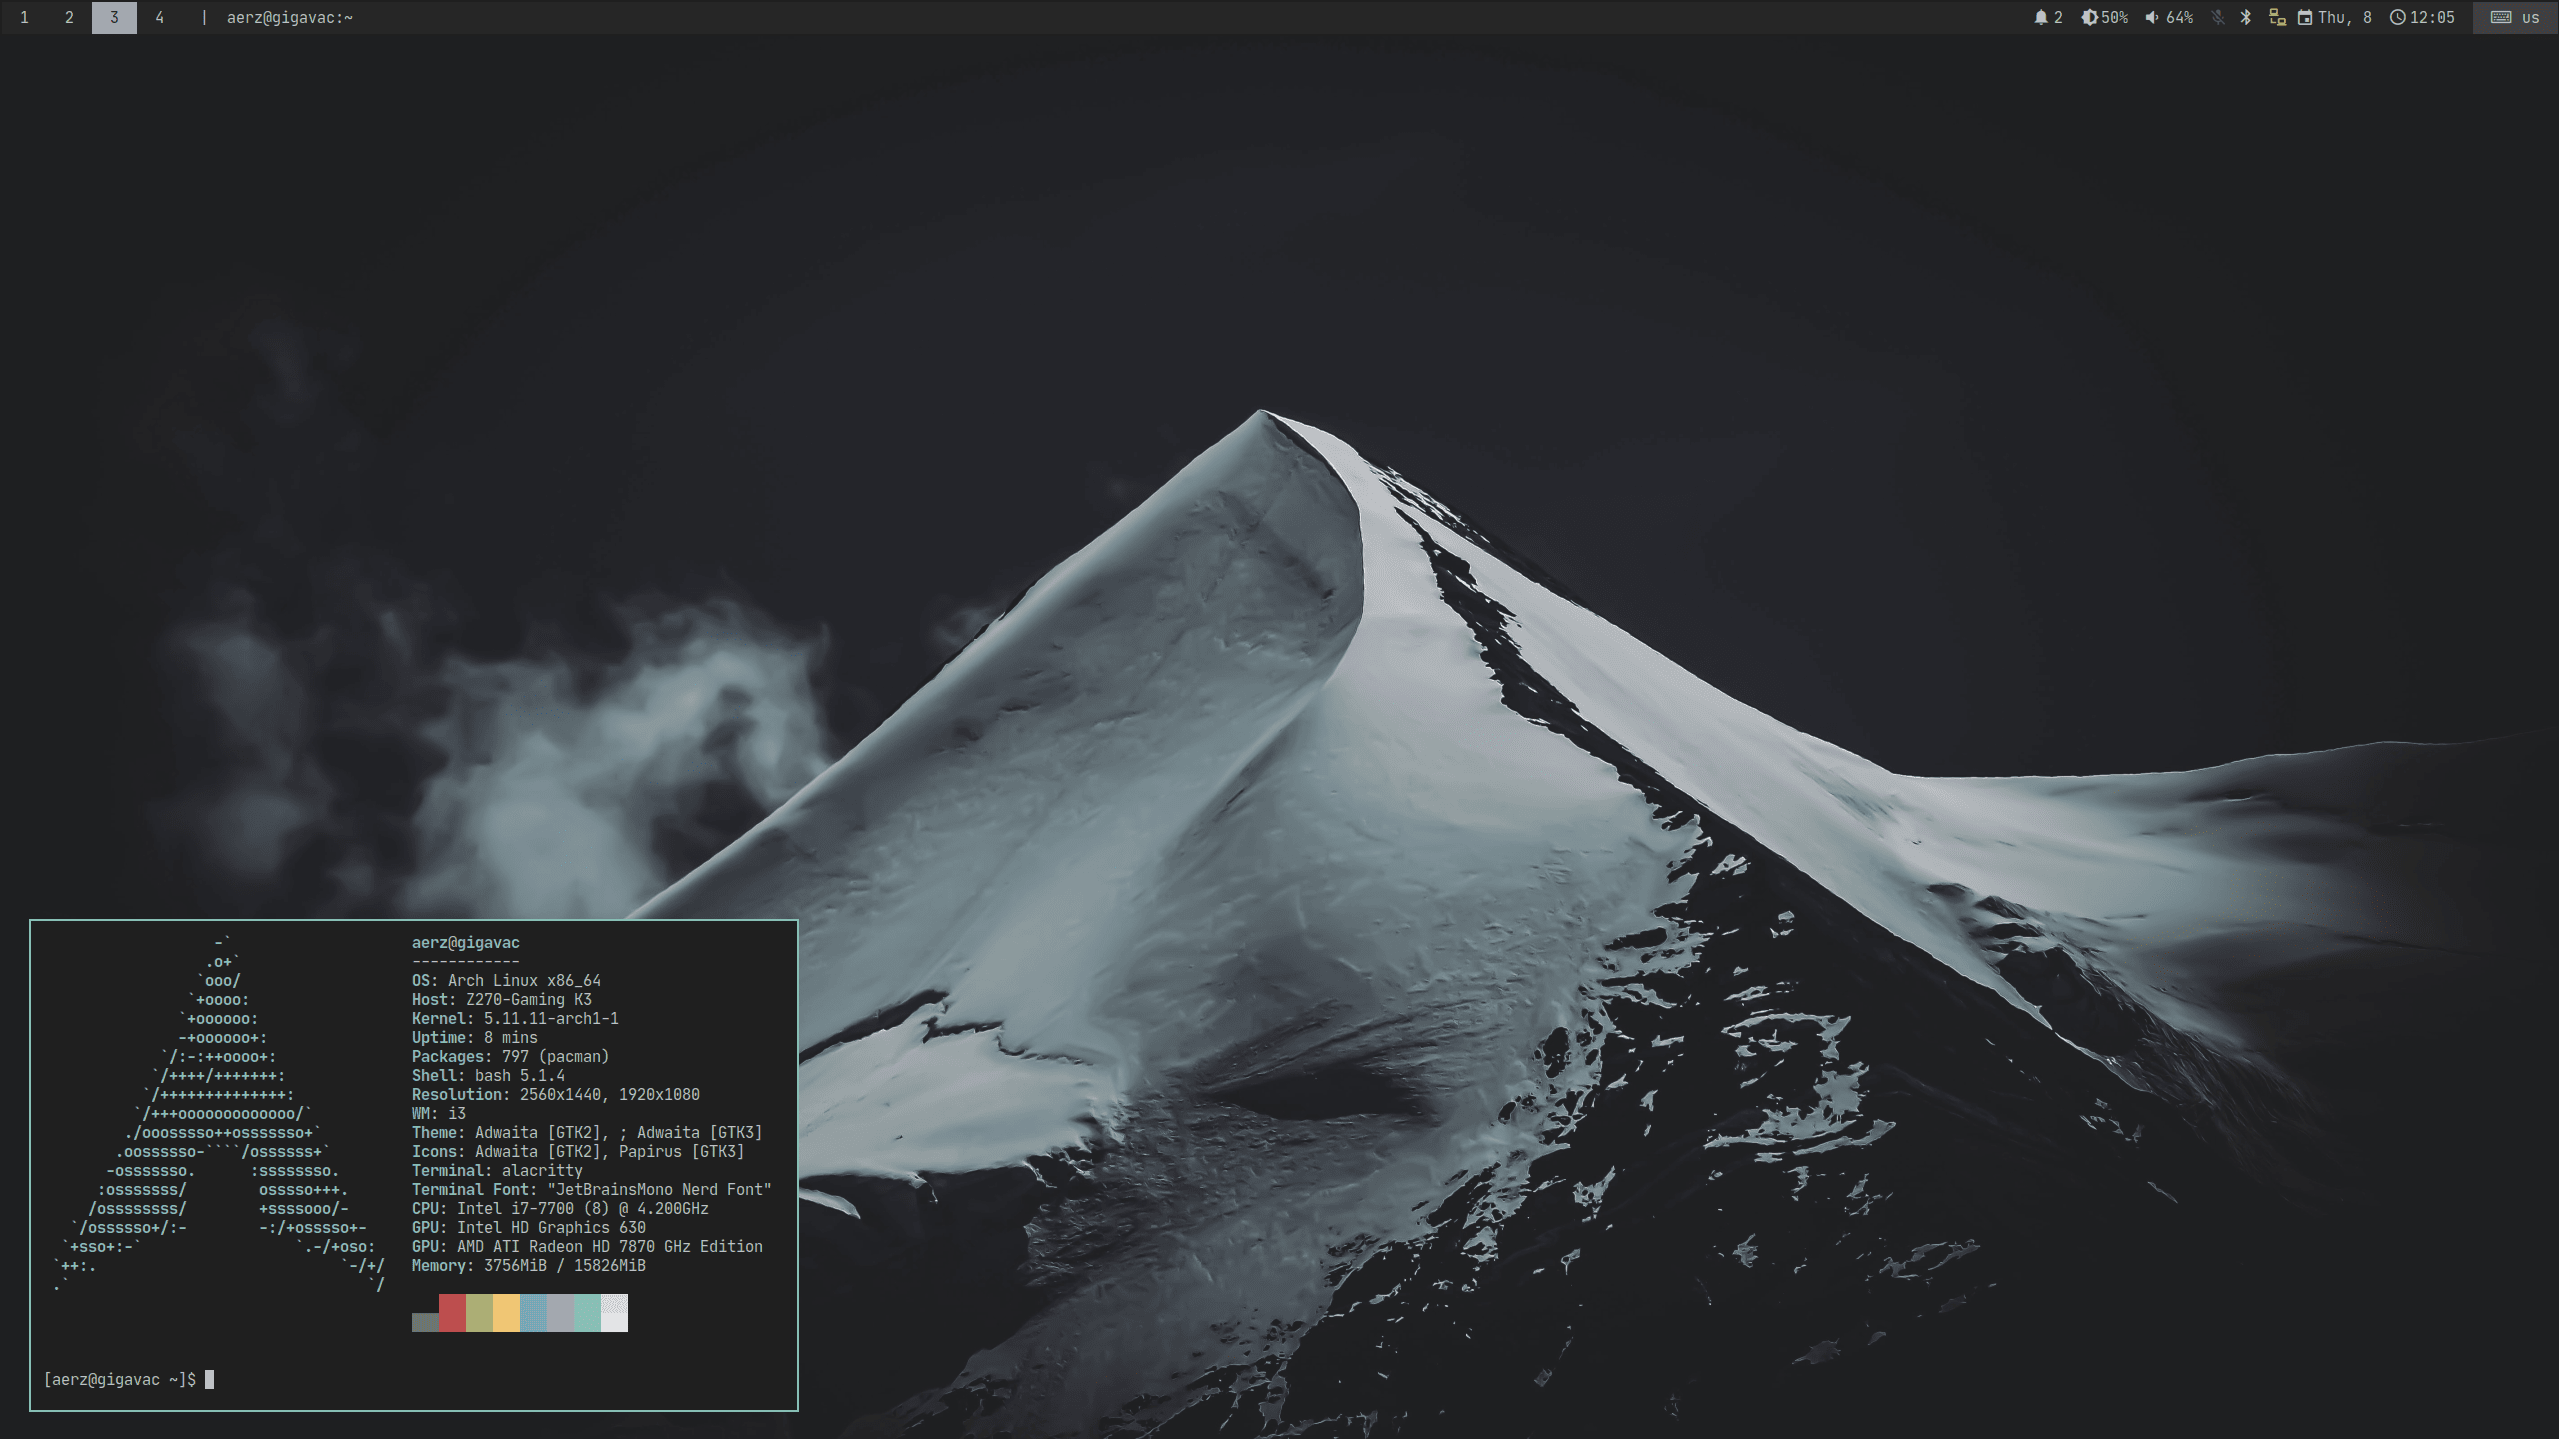 1 2 3 4 | aerz@gigavac:~ 2 50% 64% Thu, 8 12:05 us
                   -`
                  .o+`
                 `ooo/
                `+oooo:
               `+oooooo:
               -+oooooo+:
             `/:-:++oooo+:
            `/++++/+++++++:
           `/++++++++++++++:
          `/+++ooooooooooooo/`
         ./ooosssso++osssssso+`
        .oossssso-````/ossssss+`
       -osssssso.      :ssssssso.
      :osssssss/        osssso+++.
     /ossssssss/        +ssssooo/-
   `/ossssso+/:-        -:/+osssso+-
  `+sso+:-`                 `.-/+oso:
 `++:.                           `-/+/
 .`                                 `/
aerz@gigavac
------------
OS: Arch Linux x86_64
Host: Z270-Gaming K3
Kernel: 5.11.11-arch1-1
Uptime: 8 mins
Packages: 797 (pacman)
Shell: bash 5.1.4
Resolution: 2560x1440, 1920x1080
WM: i3
Theme: Adwaita [GTK2], ; Adwaita [GTK3]
Icons: Adwaita [GTK2], Papirus [GTK3]
Terminal: alacritty
Terminal Font: "JetBrainsMono Nerd Font"
CPU: Intel i7-7700 (8) @ 4.200GHz
GPU: Intel HD Graphics 630
GPU: AMD ATI Radeon HD 7870 GHz Edition
Memory: 3756MiB / 15826MiB
[aerz@gigavac ~]$